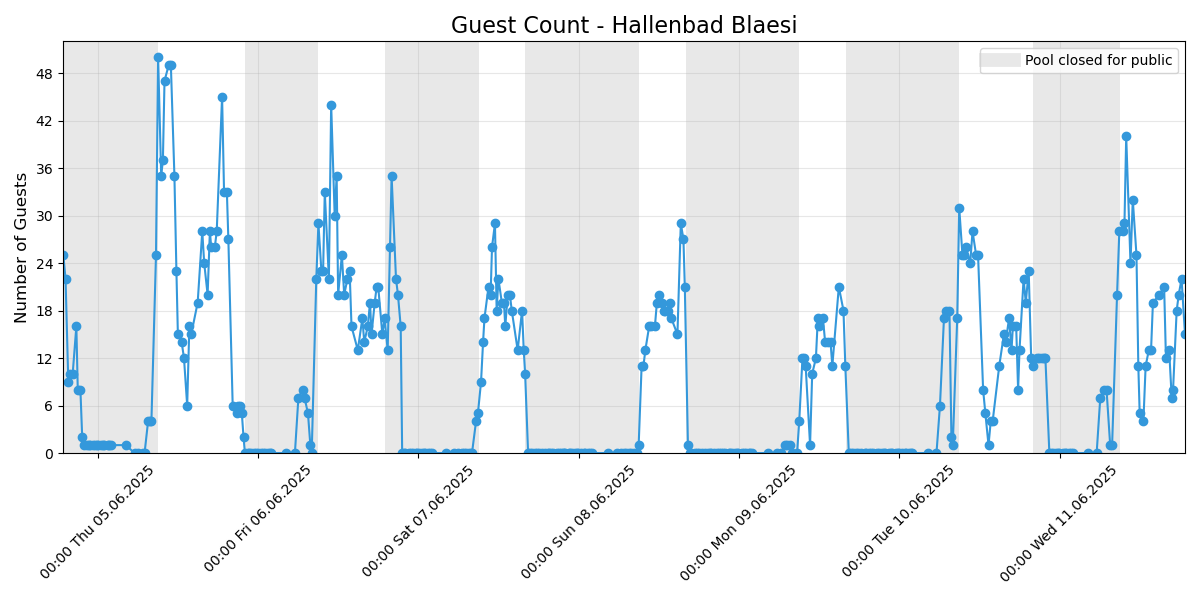 Guest Count - Hallenbad Blaesi
Pool closed for public
Number of Guests
48
42
36
30
24
18
12
6
0
00:00 Thu 05.06.2025
00:00 Fri 06.06.2025
00:00 Sat 07.06.2025
00:00 Sun 08.06.2025
00:00 Mon 09.06.2025
00:00 Tue 10.06.2025
00:00 Wed 11.06.2025